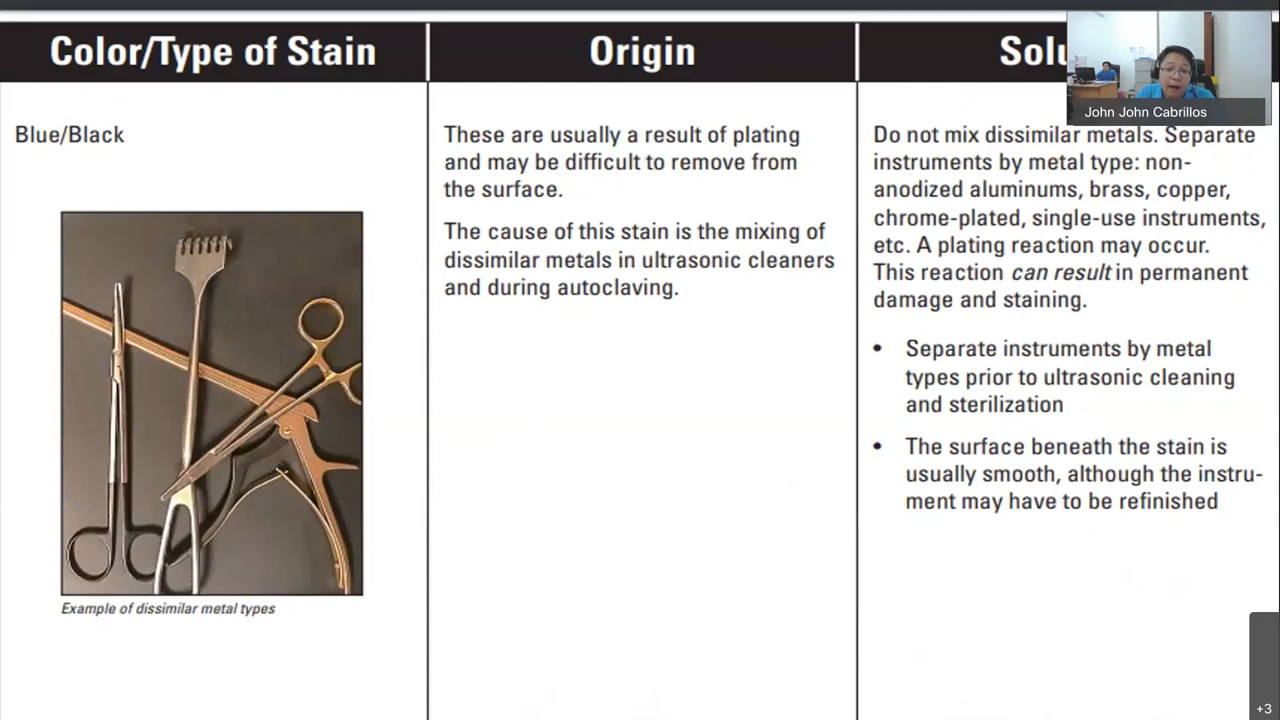 Color/Type of Stain
Origin
Solu
John John Cabrillos
Blue/Black
Example of dissimilar metal types
These are usually a result of plating
and may be difficult to remove from
the surface.
The cause of this stain is the mixing of
dissimilar metals in ultrasonic cleaners
and during autoclaving.
Do not mix dissimilar metals. Separate
instruments by metal type: non-
anodized aluminums, brass, copper,
chrome-plated, single-use instruments,
etc. A plating reaction may occur.
This reaction can result in permanent
damage and staining.
• Separate instruments by metal
types prior to ultrasonic cleaning
and sterilization
• The surface beneath the stain is
usually smooth, although the instru-
ment may have to be refinished
+3